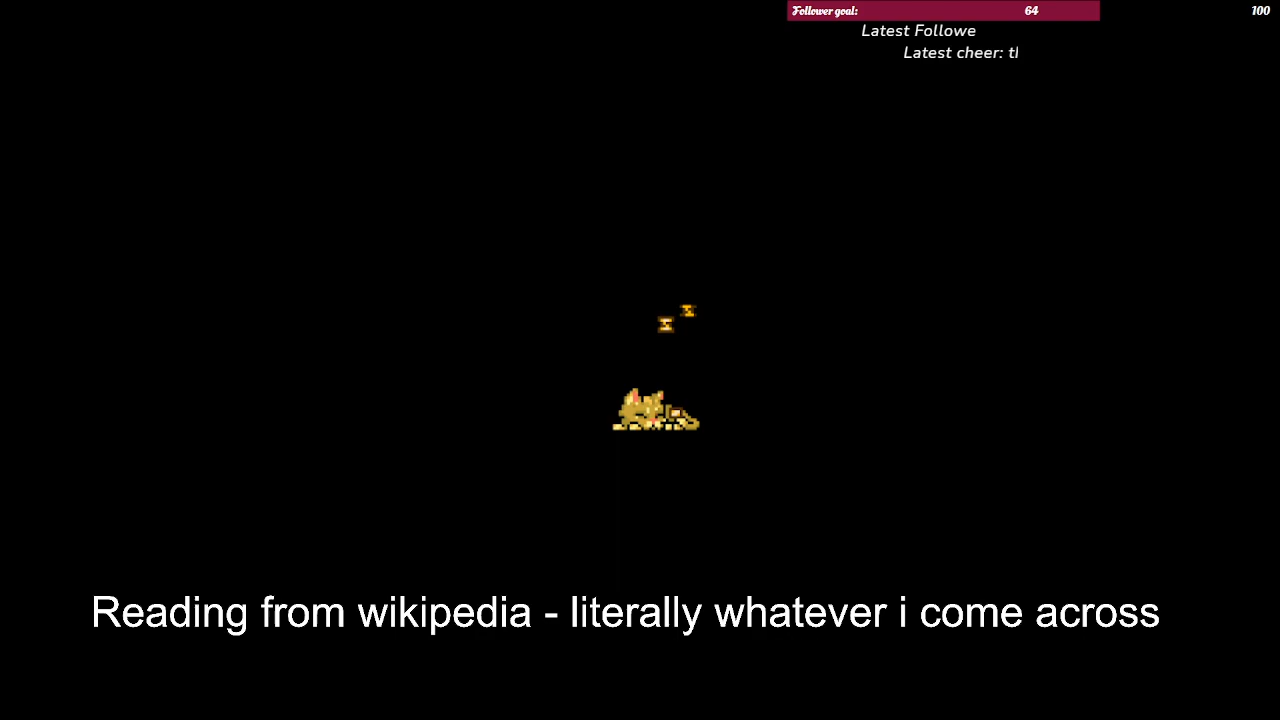 Follower goal: 64 100
Latest Followe
Latest cheer: tl
Reading from wikipedia - literally whatever i come across